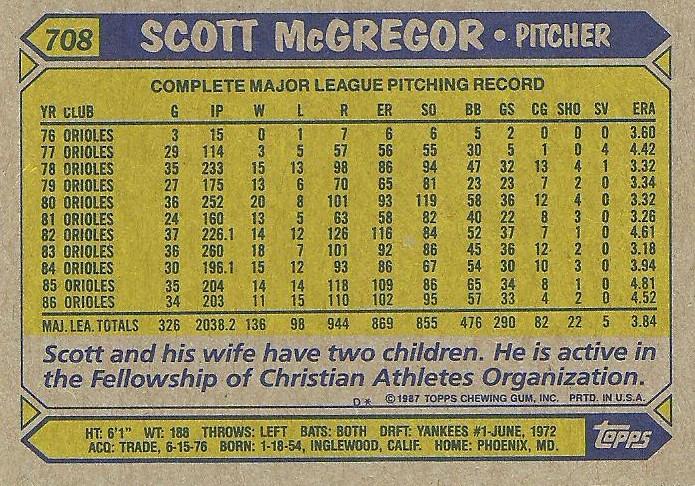 708 SCOTT McGREGOR • PITCHER
COMPLETE MAJOR LEAGUE PITCHING RECORD
YR CLUB G IP W L R ER SO BB GS CG SHO SV ERA
76 ORIOLES 3 15 0 1 7 6 6 5 2 0 0 0 3.60
77 ORIOLES 29 114 3 5 57 56 55 30 5 1 0 4 4.42
78 ORIOLES 35 233 15 13 98 86 94 47 32 13 4 1 3.32
79 ORIOLES 27 175 13 6 70 65 81 23 23 7 2 0 3.34
80 ORIOLES 36 252 20 8 101 93 119 58 36 12 4 0 3.32
81 ORIOLES 24 160 13 5 63 58 82 40 22 8 3 0 3.26
82 ORIOLES 37 226.1 14 12 126 116 84 52 37 7 1 0 4.61
83 ORIOLES 36 260 18 7 101 92 86 45 36 12 2 0 3.18
84 ORIOLES 30 196.1 15 12 93 86 67 54 30 10 3 0 3.94
85 ORIOLES 35 204 14 14 118 109 86 65 34 8 1 0 4.81
86 ORIOLES 34 203 11 15 110 102 95 57 33 4 2 0 4.52
MAJ. LEA. TOTALS 326 2038.2 136 98 944 869 855 476 290 82 22 5 3.84
Scott and his wife have two children. He is active in
the Fellowship of Christian Athletes Organization.
D* ©1987 TOPPS CHEWING GUM, INC. PRTD. IN U.S.A.
HT: 6'1" WT: 188 THROWS: LEFT BATS: BOTH DRFT: YANKEES #1-JUNE, 1972
ACQ: TRADE, 6-15-76 BORN: 1-18-54, INGLEWOOD, CALIF. HOME: PHOENIX, MD.
TOPPS